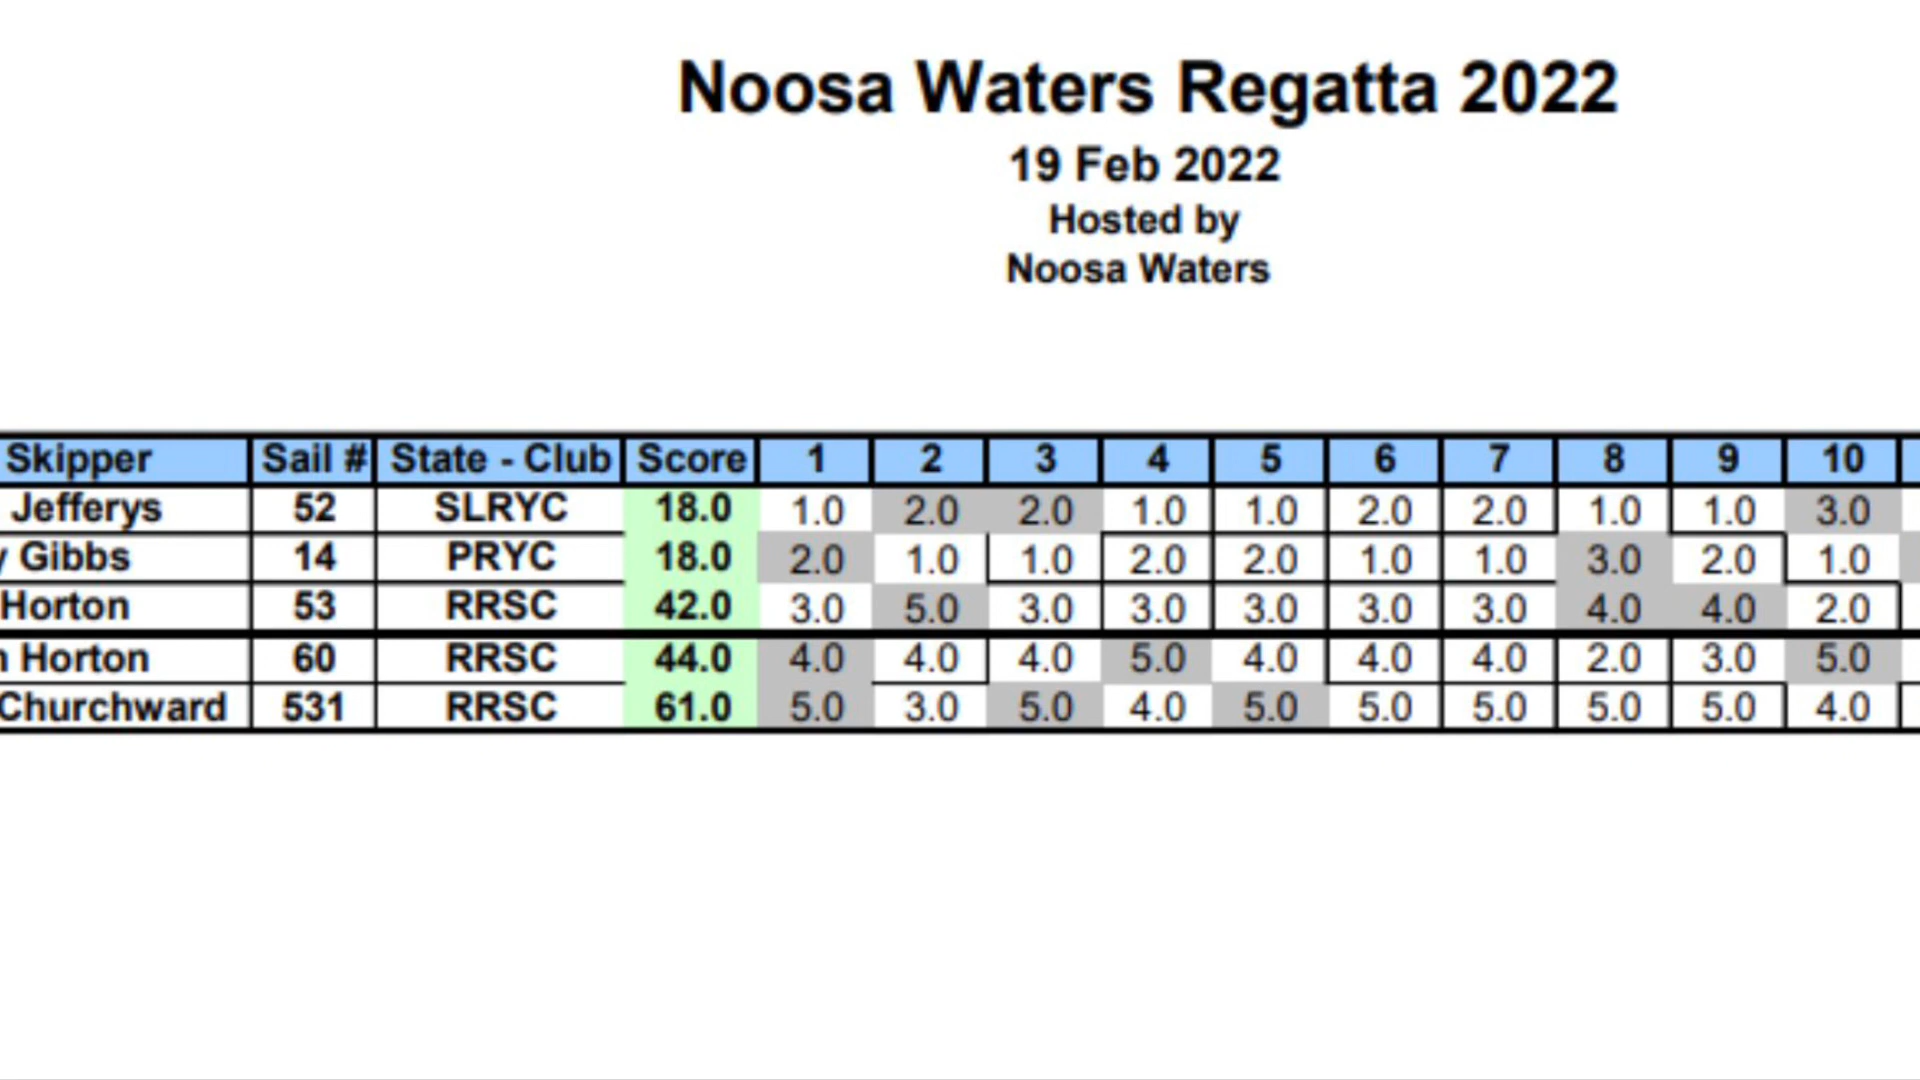 Noosa Waters Regatta 2022
19 Feb 2022
Hosted by
Noosa Waters
Skipper Sail # State - Club Score 1 2 3 4 5 6 7 8 9 10
Jefferys 52 SLRYC 18.0 1.0 2.0 2.0 1.0 1.0 2.0 2.0 1.0 1.0 3.0
y Gibbs 14 PRYC 18.0 2.0 1.0 1.0 2.0 2.0 1.0 1.0 3.0 2.0 1.0
Horton 53 RRSC 42.0 3.0 5.0 3.0 3.0 3.0 3.0 3.0 4.0 4.0 2.0
Horton 60 RRSC 44.0 4.0 4.0 4.0 5.0 4.0 4.0 4.0 2.0 3.0 5.0
Churchward 531 RRSC 61.0 5.0 3.0 5.0 4.0 5.0 5.0 5.0 5.0 5.0 4.0